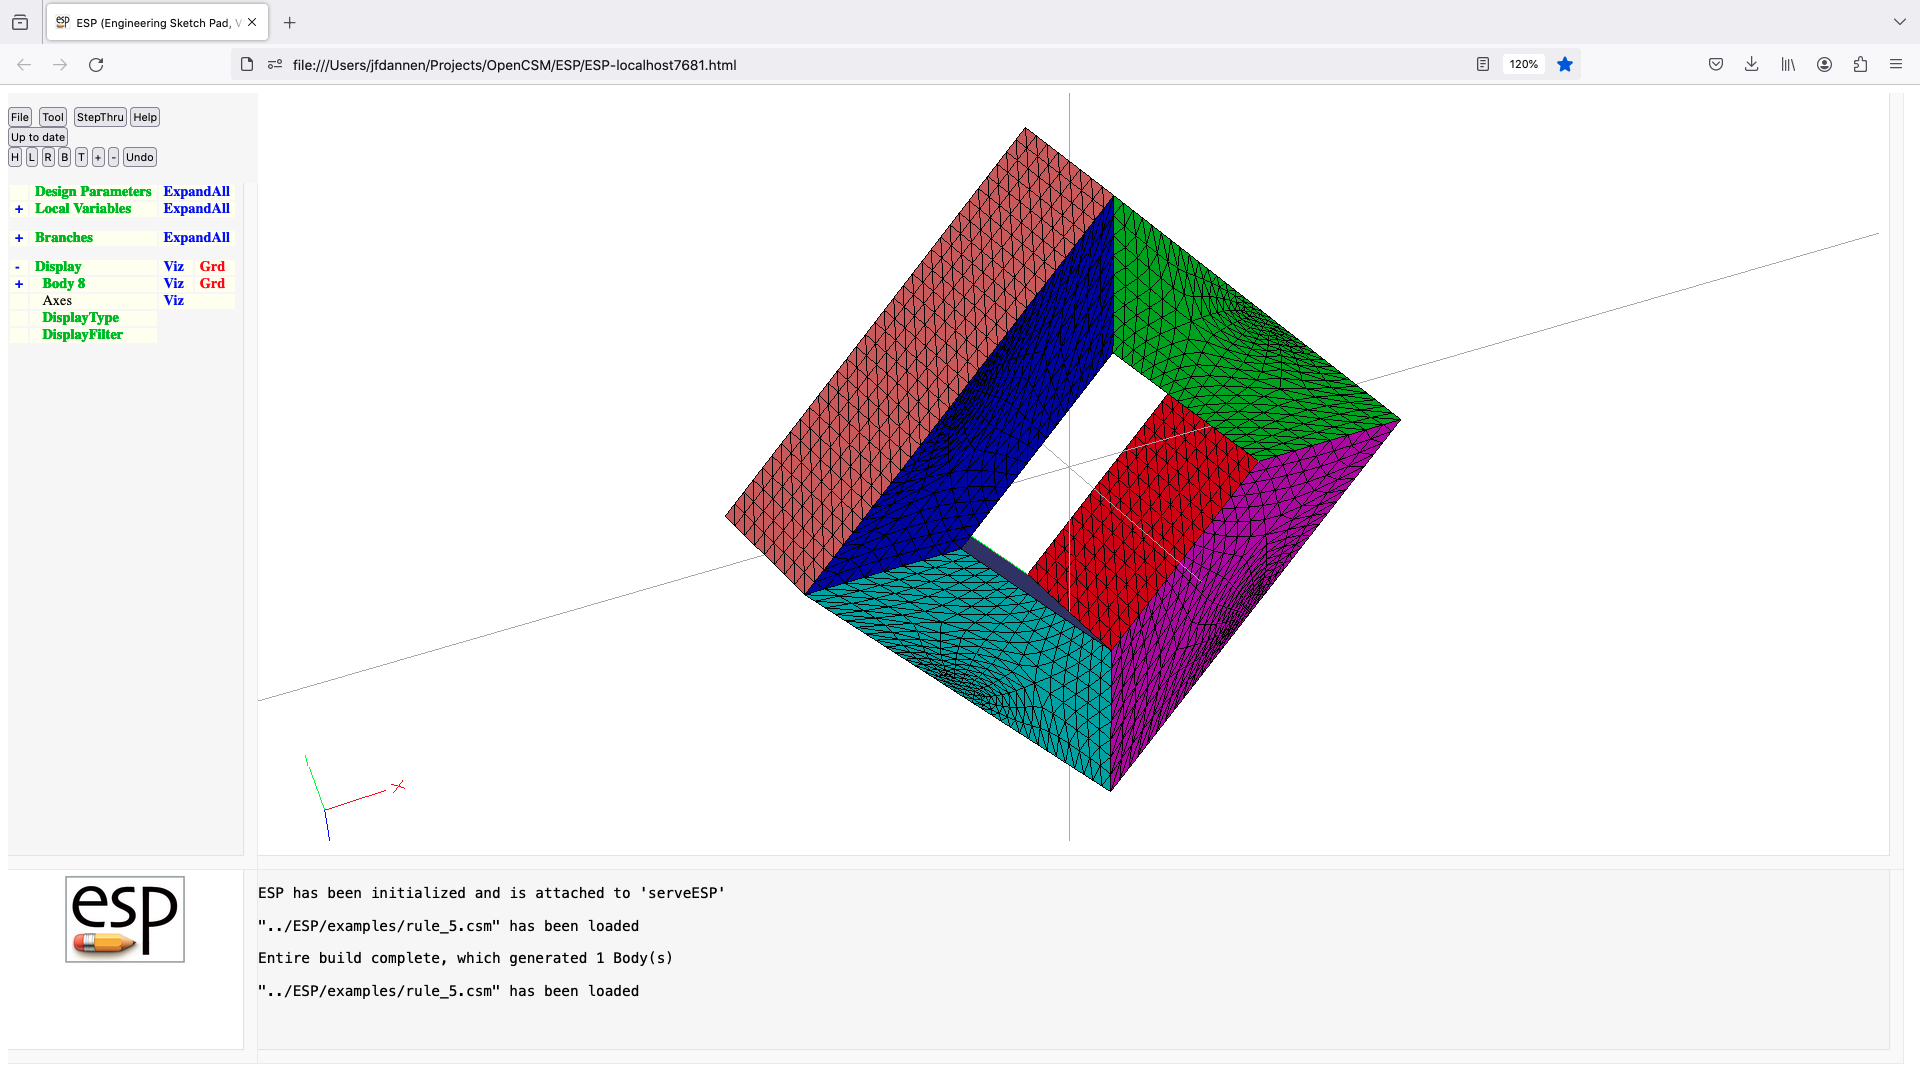 ESP (Engineering Sketch Pad, V
file:///Users/jfdannen/Projects/OpenCSM/ESP/ESP-localhost7681.html
120%
File Tool StepThru Help
Up to date
H L R B T + - Undo
Design Parameters ExpandAll
+ Local Variables ExpandAll
+ Branches ExpandAll
- Display Viz Grd
+ Body 8 Viz Grd
Axes Viz
DisplayType
DisplayFilter
X
esp
ESP has been initialized and is attached to 'serveESP'
"../ESP/examples/rule_5.csm" has been loaded
Entire build complete, which generated 1 Body(s)
"../ESP/examples/rule_5.csm" has been loaded